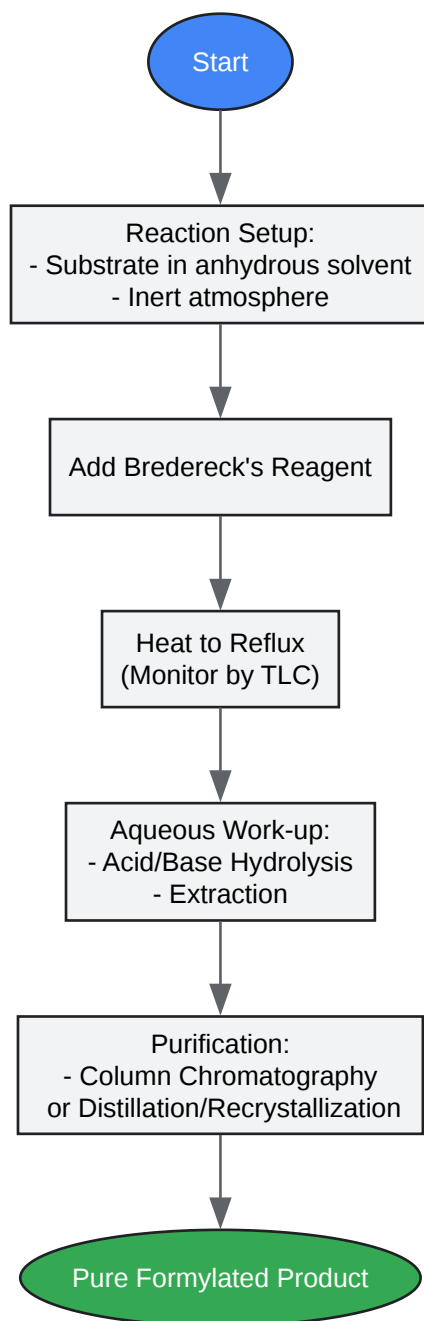 Start
Reaction Setup:
- Substrate in anhydrous solvent
- Inert atmosphere
Add Bredereck's Reagent
Heat to Reflux
(Monitor by TLC)
Aqueous Work-up:
- Acid/Base Hydrolysis
- Extraction
Purification:
- Column Chromatography
or Distillation/Recrystallization
Pure Formylated Product